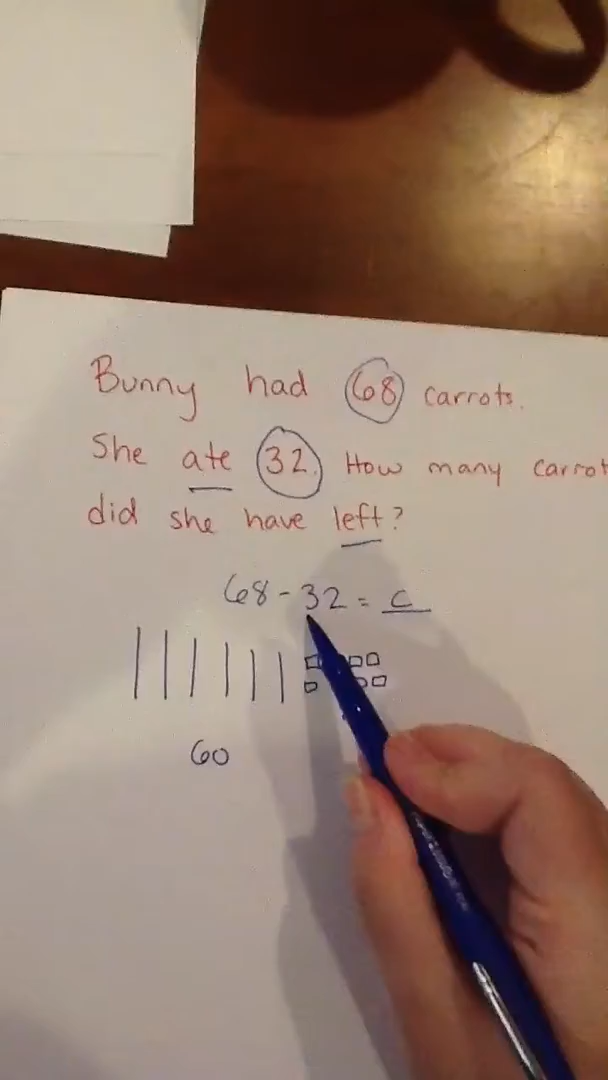 Bunny had 68 carrots.
She ate 32. How many carrot
did she have left?
68 - 32 = c
60